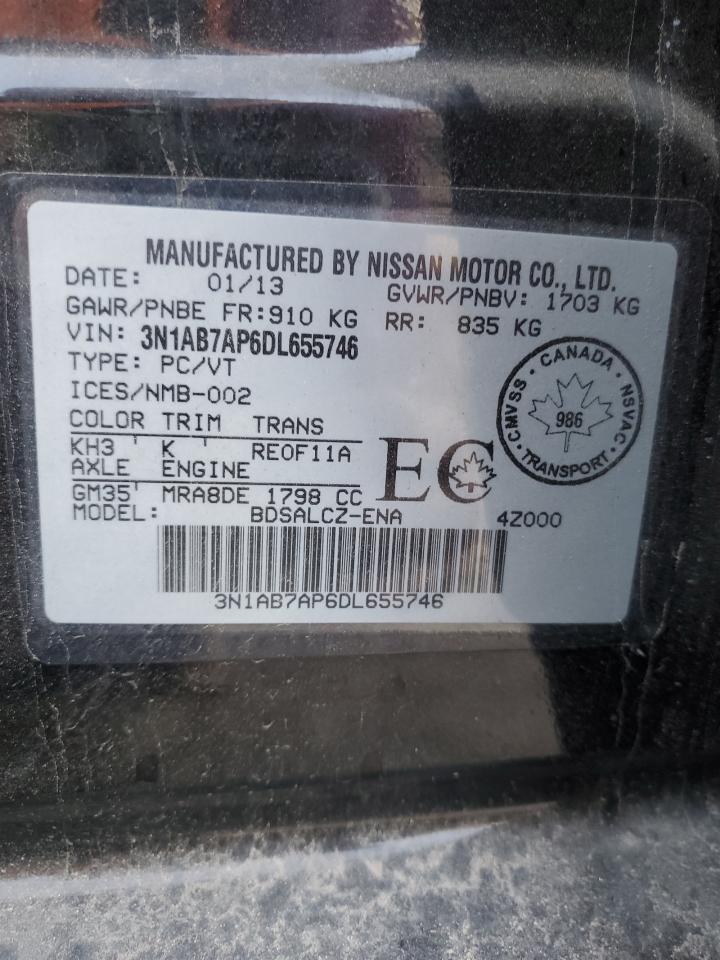 MANUFACTURED BY NISSAN MOTOR CO., LTD.
DATE: 01/13 GVWR/PNBV: 1703 KG
GAWR/PNBE FR:910 KG RR: 835 KG
VIN: 3N1AB7AP6DL655746
TYPE: PC/VT
ICES/NMB-002
COLOR TRIM TRANS
KH3 ' K ' RE0F11A
AXLE ENGINE
GM35' MRA8DE 1798 CC
MODEL: BDSALCZ-ENA 4Z000
EC
CANADA · NSVAC · TRANSPORT · CMVSS ·
986
3N1AB7AP6DL655746